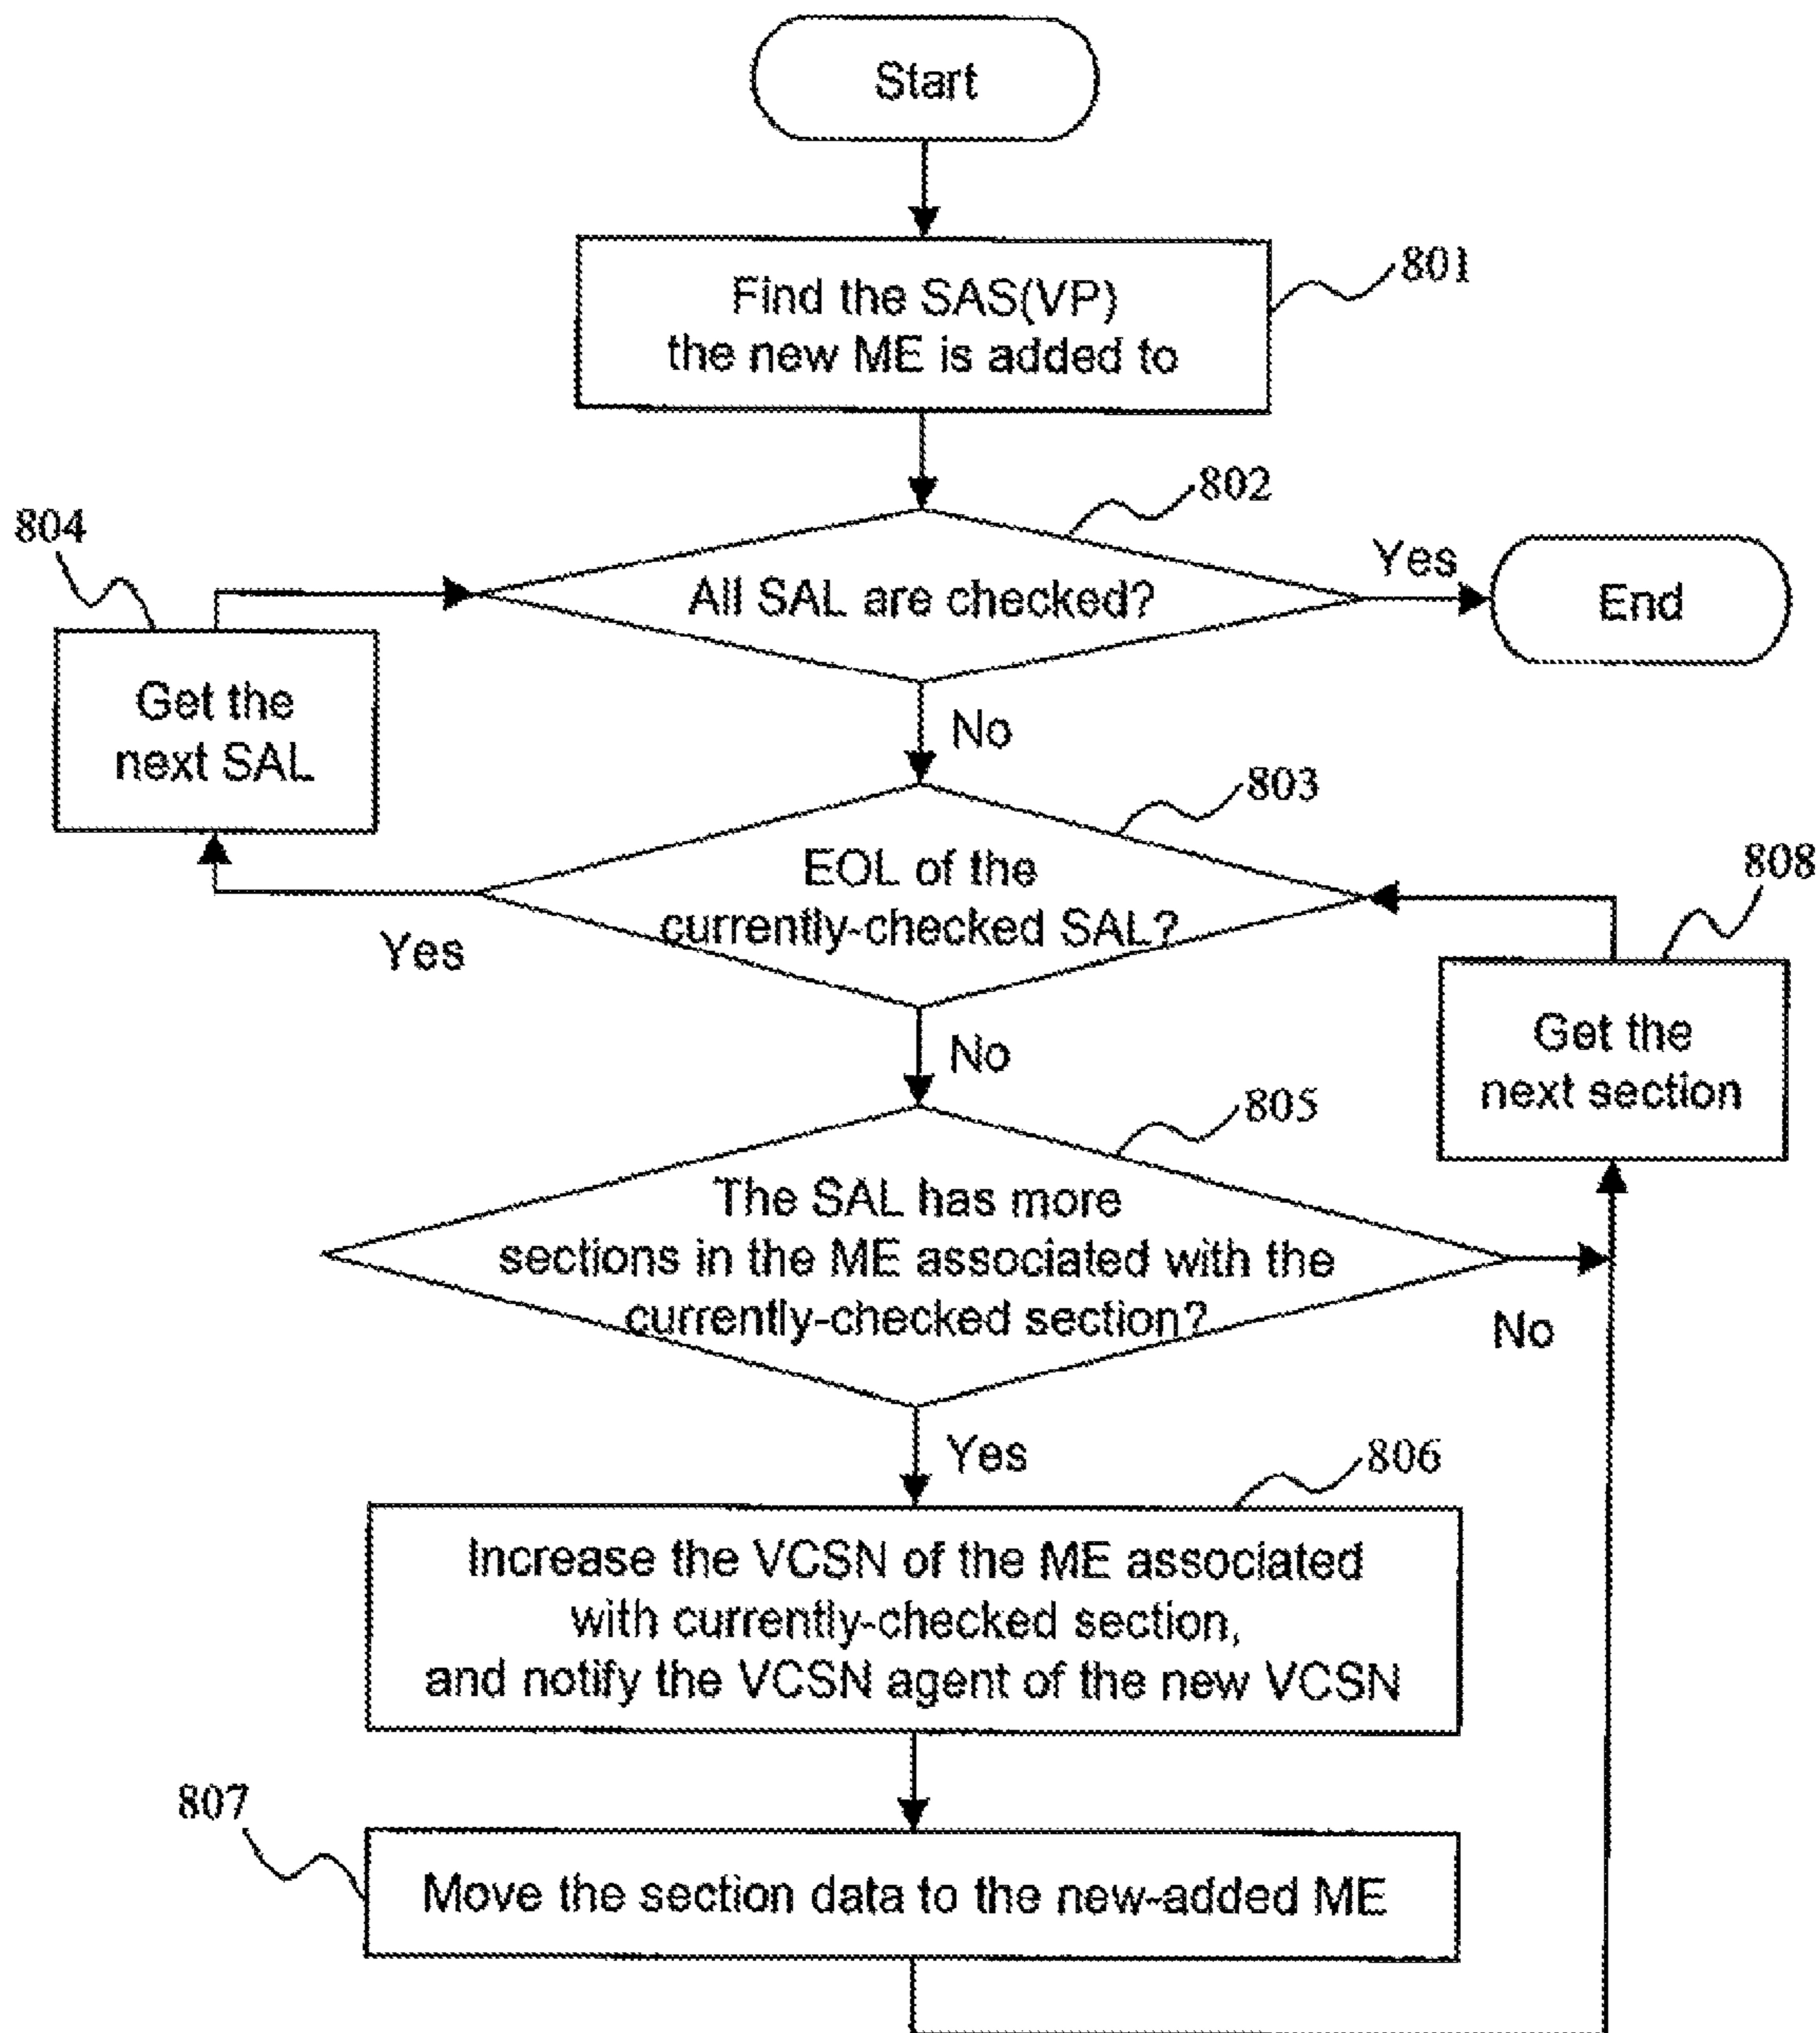 Start
801
Find the SAS(VP)
the new ME is added to
802
804
All SAL are checked?
Yes
End
Get the
next SAL
No
803
EOL of the
currently-checked SAL?
Yes
808
Get the
next section
No
805
The SAL has more
sections in the ME associated with the
currently-checked section?
No
Yes
806
Increase the VCSN of the ME associated
with currently-checked section,
and notify the VCSN agent of the new VCSN
807
Move the section data to the new-added ME